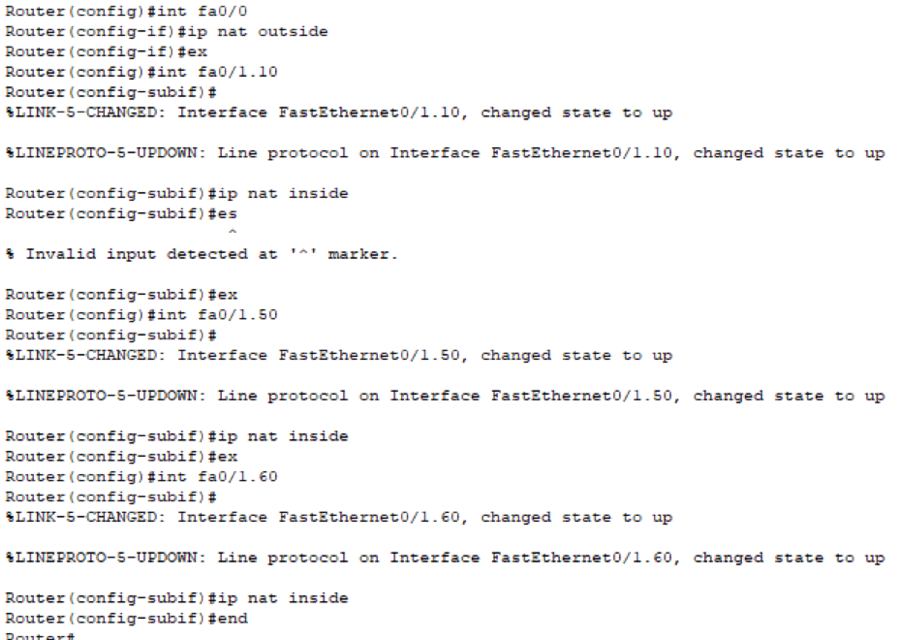 Router(config)#int fa0/0
Router(config-if)#ip nat outside
Router(config-if)#ex
Router(config)#int fa0/1.10
Router(config-subif)#
%LINK-5-CHANGED: Interface FastEthernet0/1.10, changed state to up
%LINEPROTO-5-UPDOWN: Line protocol on Interface FastEthernet0/1.10, changed state to up
Router(config-subif)#ip nat inside
Router(config-subif)#es
^
% Invalid input detected at '^' marker.
Router(config-subif)#ex
Router(config)#int fa0/1.50
Router(config-subif)#
%LINK-5-CHANGED: Interface FastEthernet0/1.50, changed state to up
%LINEPROTO-5-UPDOWN: Line protocol on Interface FastEthernet0/1.50, changed state to up
Router(config-subif)#ip nat inside
Router(config-subif)#ex
Router(config)#int fa0/1.60
Router(config-subif)#
%LINK-5-CHANGED: Interface FastEthernet0/1.60, changed state to up
%LINEPROTO-5-UPDOWN: Line protocol on Interface FastEthernet0/1.60, changed state to up
Router(config-subif)#ip nat inside
Router(config-subif)#end
Router#